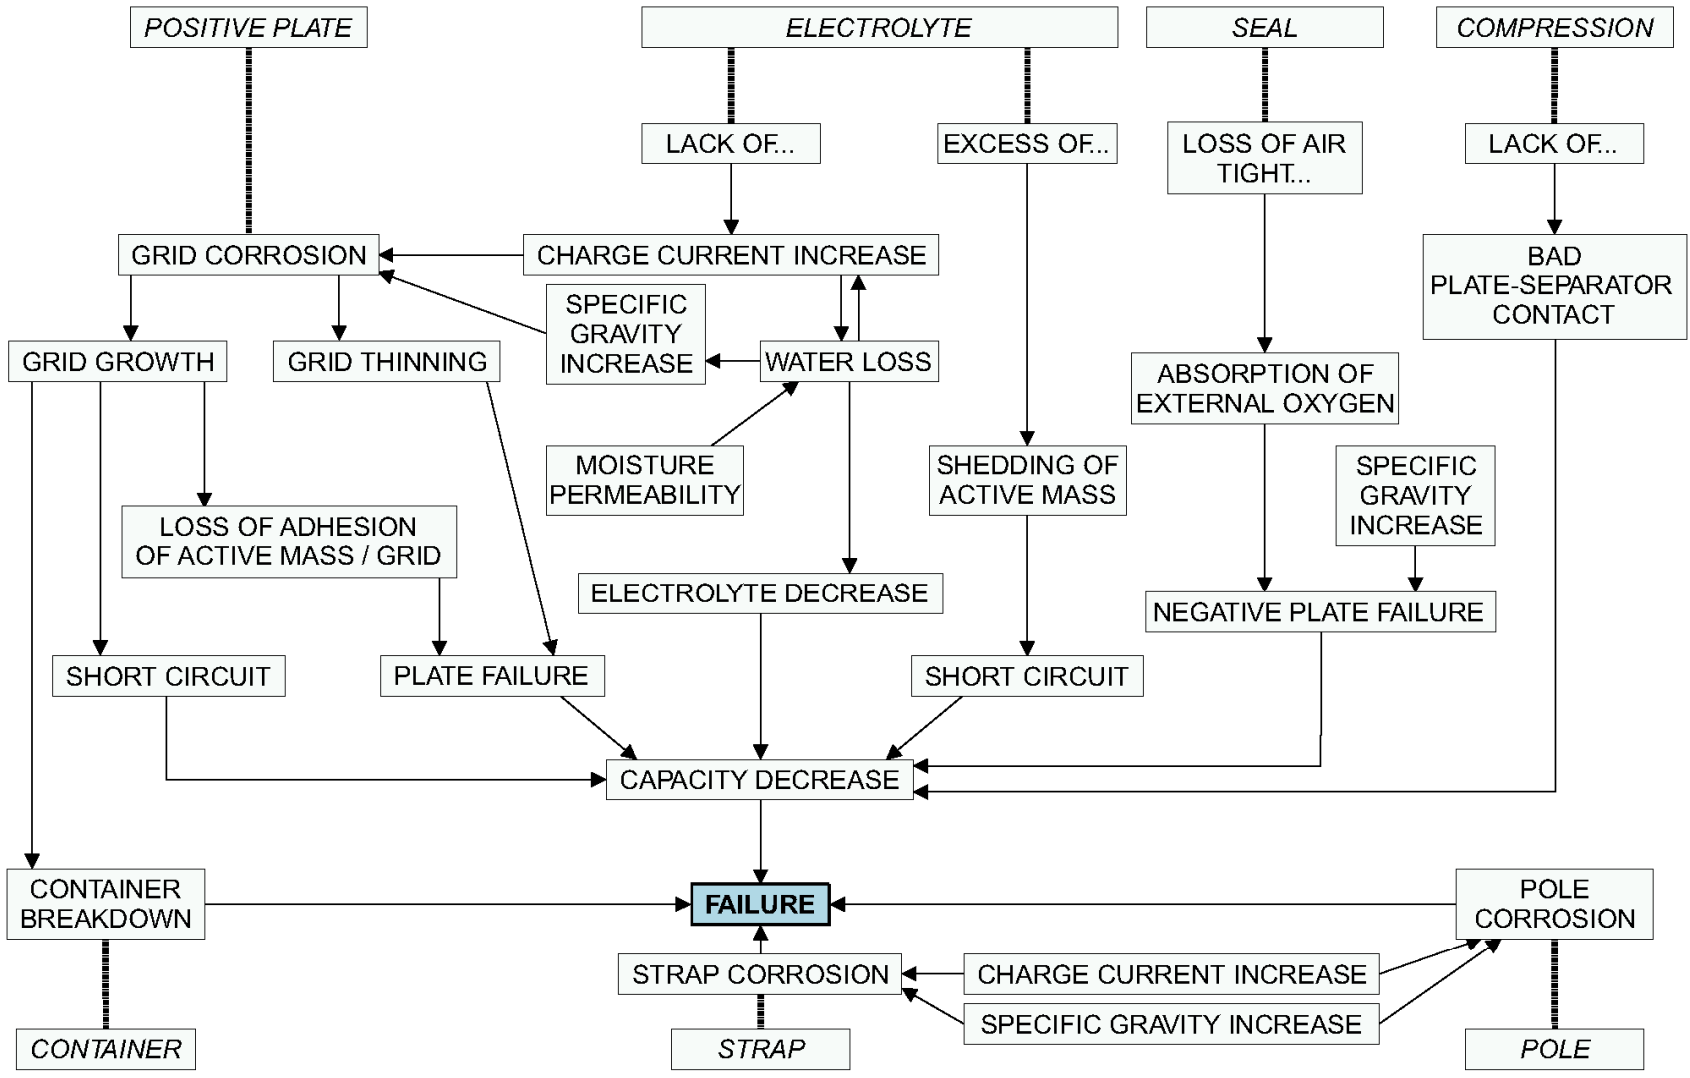 POSITIVE PLATE
ELECTROLYTE
SEAL
COMPRESSION
LACK OF...
EXCESS OF...
LOSS OF AIR
TIGHT...
LACK OF...
GRID CORROSION
CHARGE CURRENT INCREASE
BAD
PLATE-SEPARATOR
CONTACT
SPECIFIC
GRAVITY
INCREASE
GRID GROWTH
GRID THINNING
WATER LOSS
ABSORPTION OF
EXTERNAL OXYGEN
MOISTURE
PERMEABILITY
SHEDDING OF
ACTIVE MASS
SPECIFIC
GRAVITY
INCREASE
LOSS OF ADHESION
OF ACTIVE MASS / GRID
ELECTROLYTE DECREASE
NEGATIVE PLATE FAILURE
SHORT CIRCUIT
PLATE FAILURE
SHORT CIRCUIT
CAPACITY DECREASE
CONTAINER
BREAKDOWN
FAILURE
POLE
CORROSION
STRAP CORROSION
CHARGE CURRENT INCREASE
SPECIFIC GRAVITY INCREASE
CONTAINER
STRAP
POLE